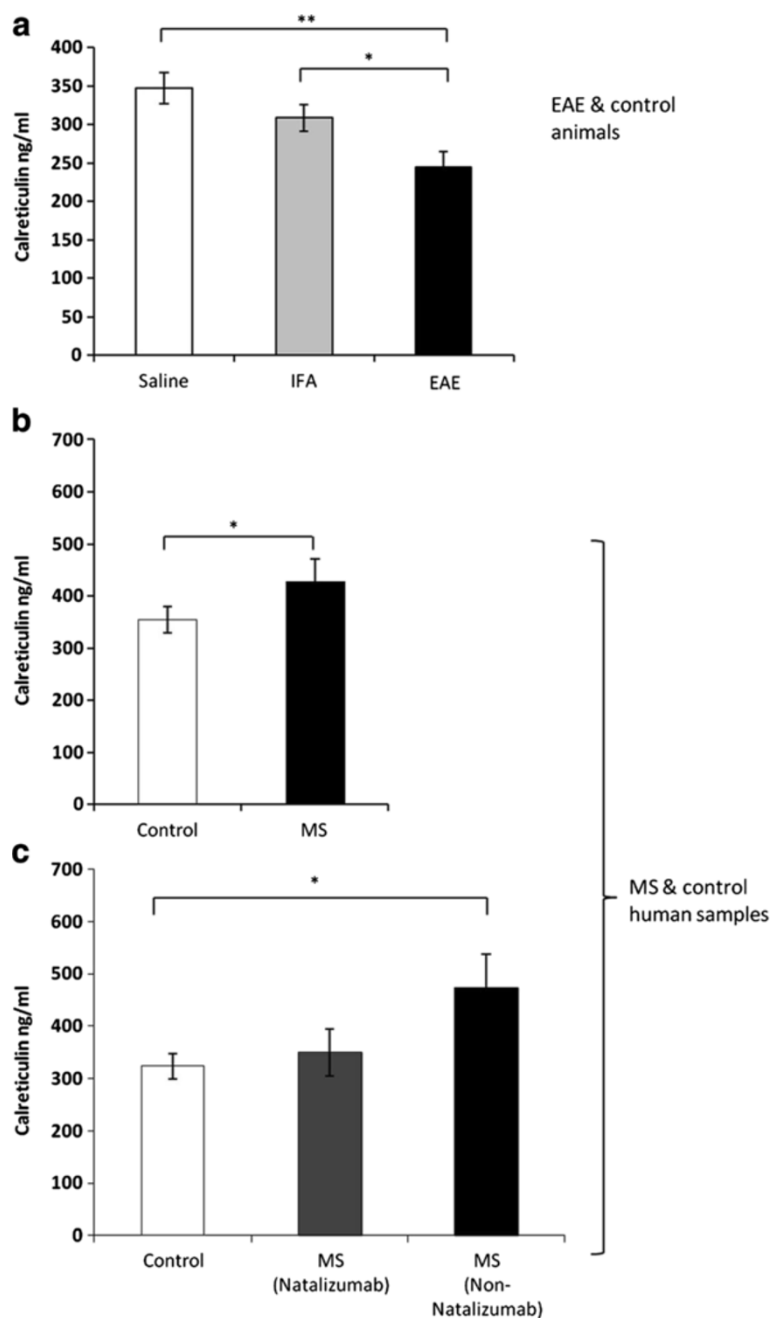 a
**
*
400
350
300
250
200
150
100
50
0
Calreticulin ng/ml
Saline IFA EAE
EAE & control
animals
b
700
600
500
400
300
200
100
0
Calreticulin ng/ml
*
Control MS
c
700
600
500
400
300
200
100
0
Calreticulin ng/ml
*
Control MS MS
(Natalizumab) (Non-
Natalizumab)
MS & control
human samples